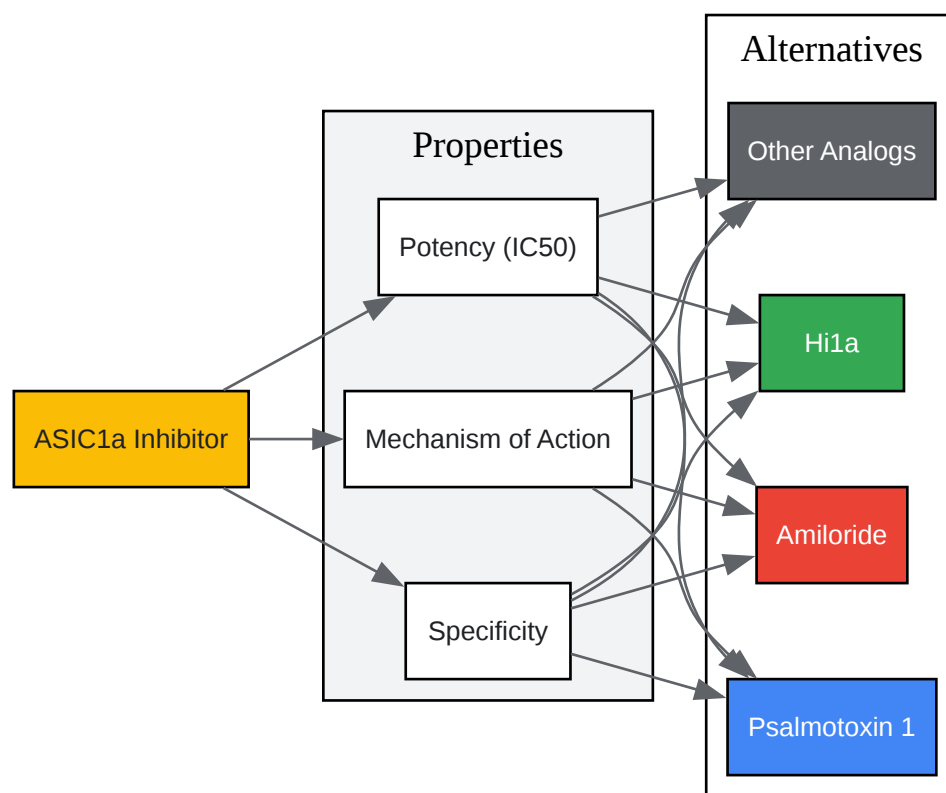 Alternatives
Other Analogs
Properties
Potency (IC50)
Hi1a
ASIC1a Inhibitor
Mechanism of Action
Amiloride
Specificity
Psalmotoxin 1